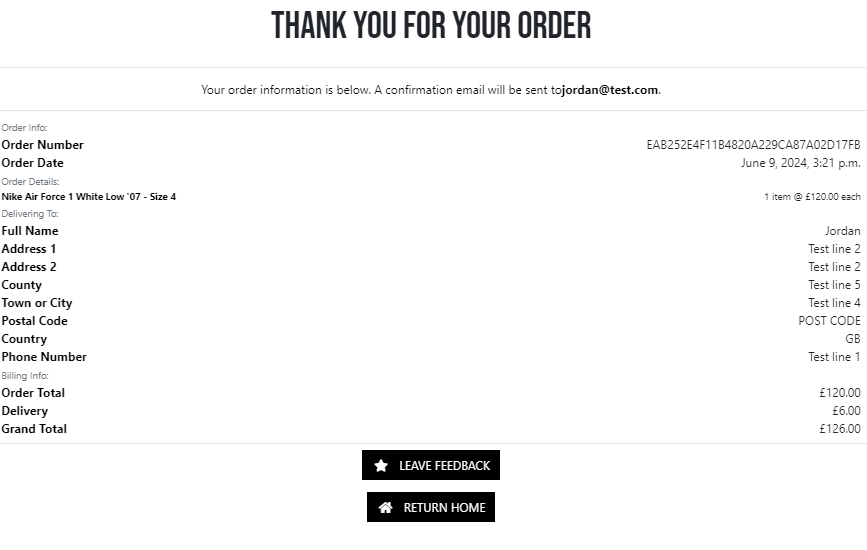 THANK YOU FOR YOUR ORDER
Your order information is below. A confirmation email will be sent tojordan@test.com.
Order Info:
Order Number EAB252E4F11B4820A229CA87A02D17FB
Order Date June 9, 2024, 3:21 p.m.
Order Details:
Nike Air Force 1 White Low '07 - Size 4 1 item @ £120.00 each
Delivering To:
Full Name Jordan
Address 1 Test line 2
Address 2 Test line 2
County Test line 5
Town or City Test line 4
Postal Code POST CODE
Country GB
Phone Number Test line 1
Billing Info:
Order Total £120.00
Delivery £6.00
Grand Total £126.00
LEAVE FEEDBACK
RETURN HOME